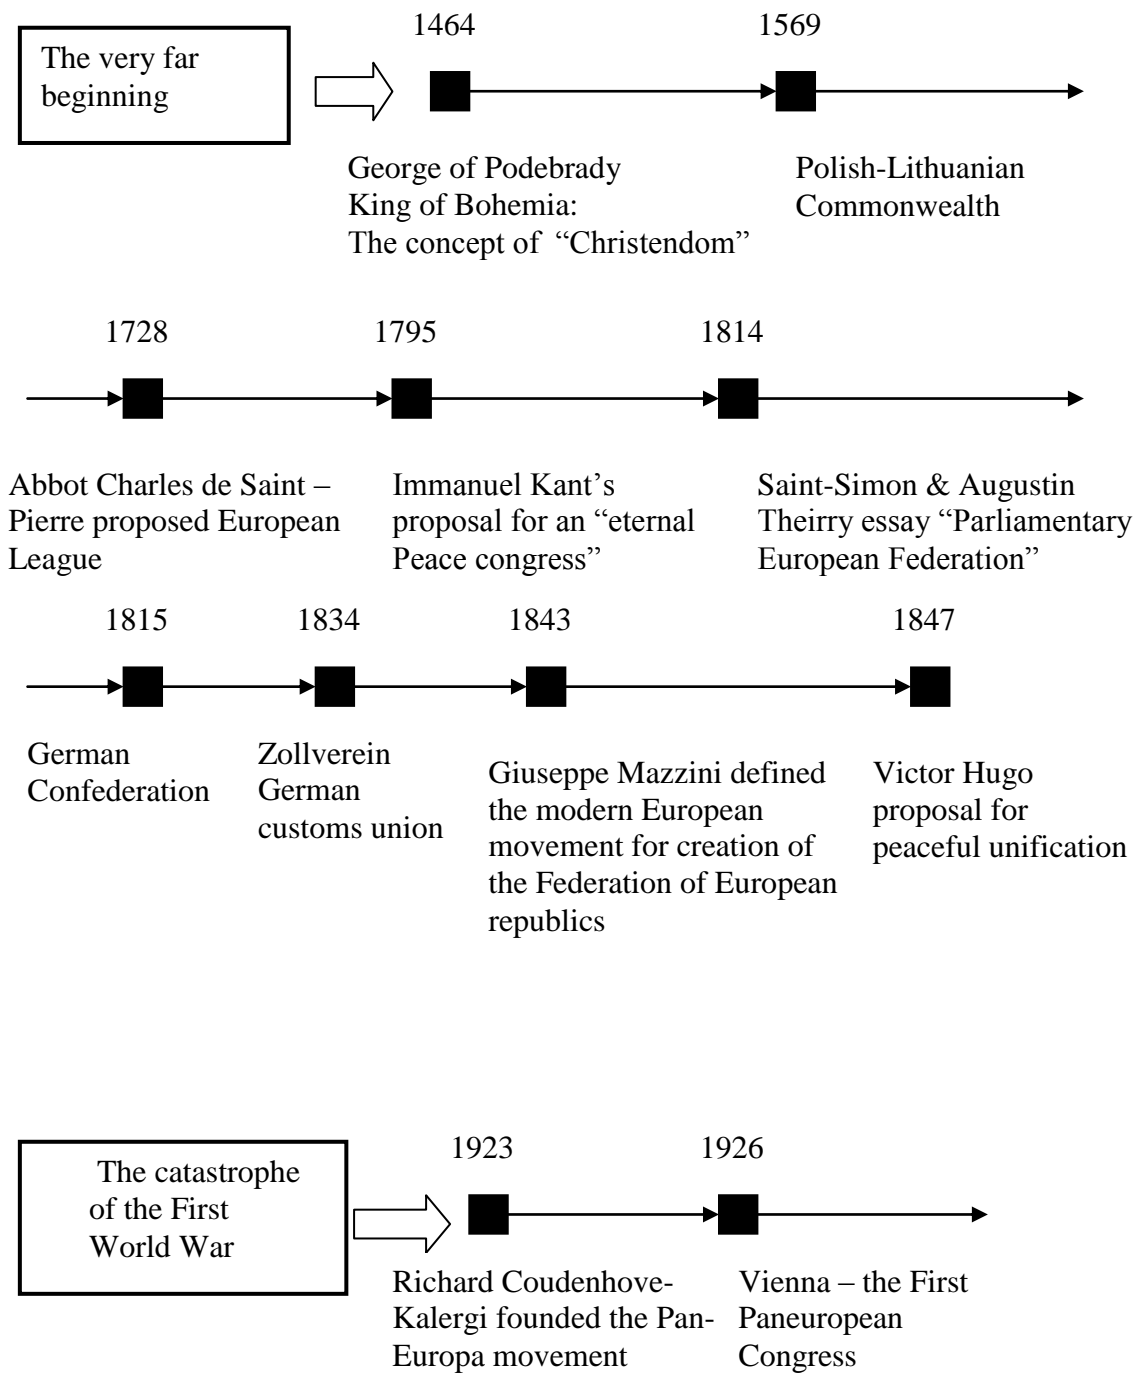 1464
1569
The very far
beginning
George of Podebrady
King of Bohemia:
The concept of “Christendom”
Polish-Lithuanian
Commonwealth
1728
1795
1814
Abbot Charles de Saint –
Pierre proposed European
League
Immanuel Kant’s
proposal for an “eternal
Peace congress”
Saint-Simon & Augustin
Theirry essay “Parliamentary
European Federation”
1815
1834
1843
1847
German
Confederation
Zollverein
German
customs union
Giuseppe Mazzini defined
the modern European
movement for creation of
the Federation of European
republics
Victor Hugo
proposal for
peaceful unification
The catastrophe
of the First
World War
1923
1926
Richard Coudenhove-
Kalergi founded the Pan-
Europa movement
Vienna – the First
Paneuropean
Congress